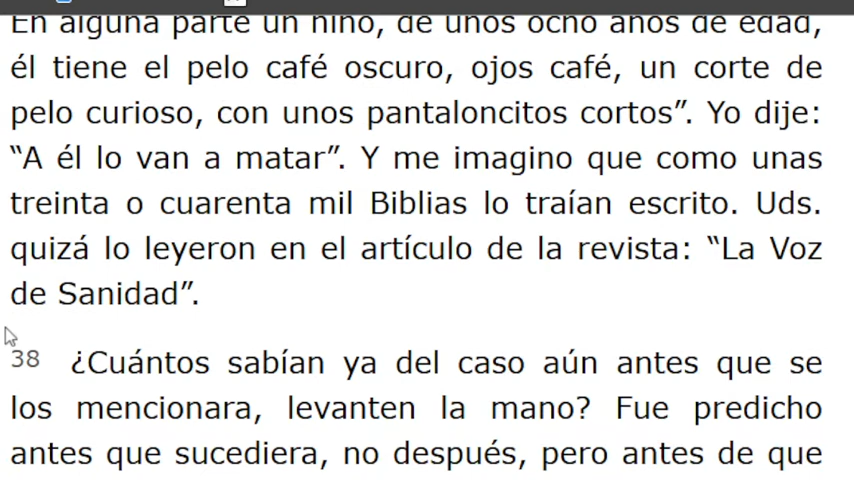 En alguna parte un niño, de unos ocho años de edad,
él tiene el pelo café oscuro, ojos café, un corte de
pelo curioso, con unos pantaloncitos cortos”. Yo dije:
“A él lo van a matar”. Y me imagino que como unas
treinta o cuarenta mil Biblias lo traían escrito. Uds.
quizá lo leyeron en el artículo de la revista: “La Voz
de Sanidad”.
38 ¿Cuántos sabían ya del caso aún antes que se
los mencionara, levanten la mano? Fue predicho
antes que sucediera, no después, pero antes de que